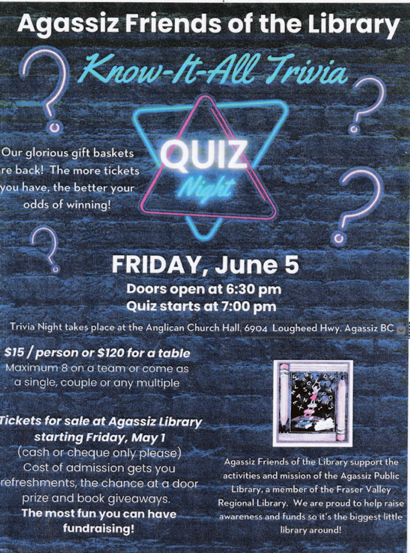 Agassiz Friends of the Library
Know-It-All Trivia
Our glorious gift baskets
re back! The more tickets
you have, the better your
odds of winning!
QUIZ
Night
FRIDAY, June 5
Doors open at 6:30 pm
Quiz starts at 7:00 pm
Trivia Night takes place at the Anglican Church Hall, 6904 Lougheed Hwy. Agassiz BC
$15 / person or $120 for a table
Maximum 8 on a team or come as
a single, couple or any multiple
Tickets for sale at Agassiz Library
starting Friday, May 1
(cash or cheque only please)
Cost of admission gets you
refreshments, the chance at a door
prize and book giveaways.
The most fun you can have
fundraising!
Agassiz Friends of the Library support the
activities and mission of the Agassiz Public
Library, a member of the Fraser Valley
Regional Library. We are proud to help raise
awareness and funds so it's the biggest little
library around!